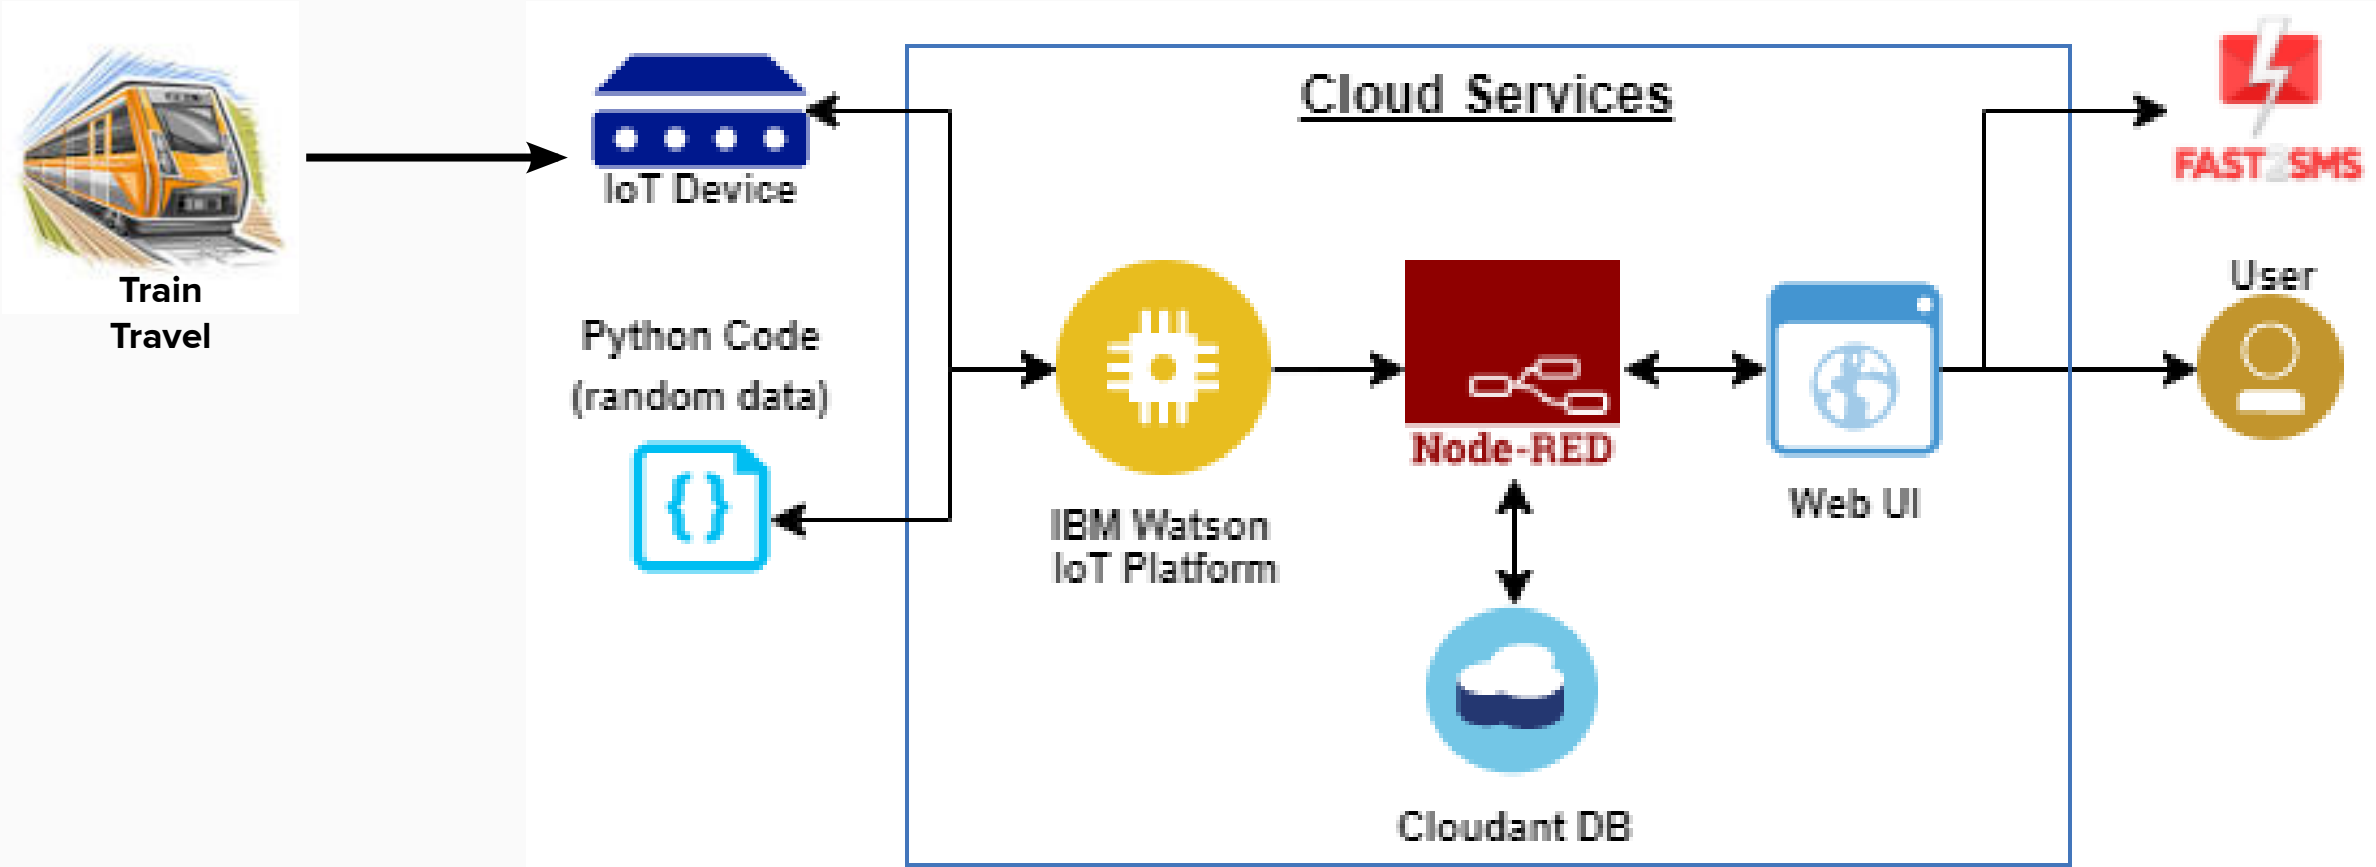 Cloud Services
FAST2SMS
IoT Device
Train
Travel
User
Python Code
(random data)
{ }
Node-RED
Web UI
IBM Watson
IoT Platform
Cloudant DB